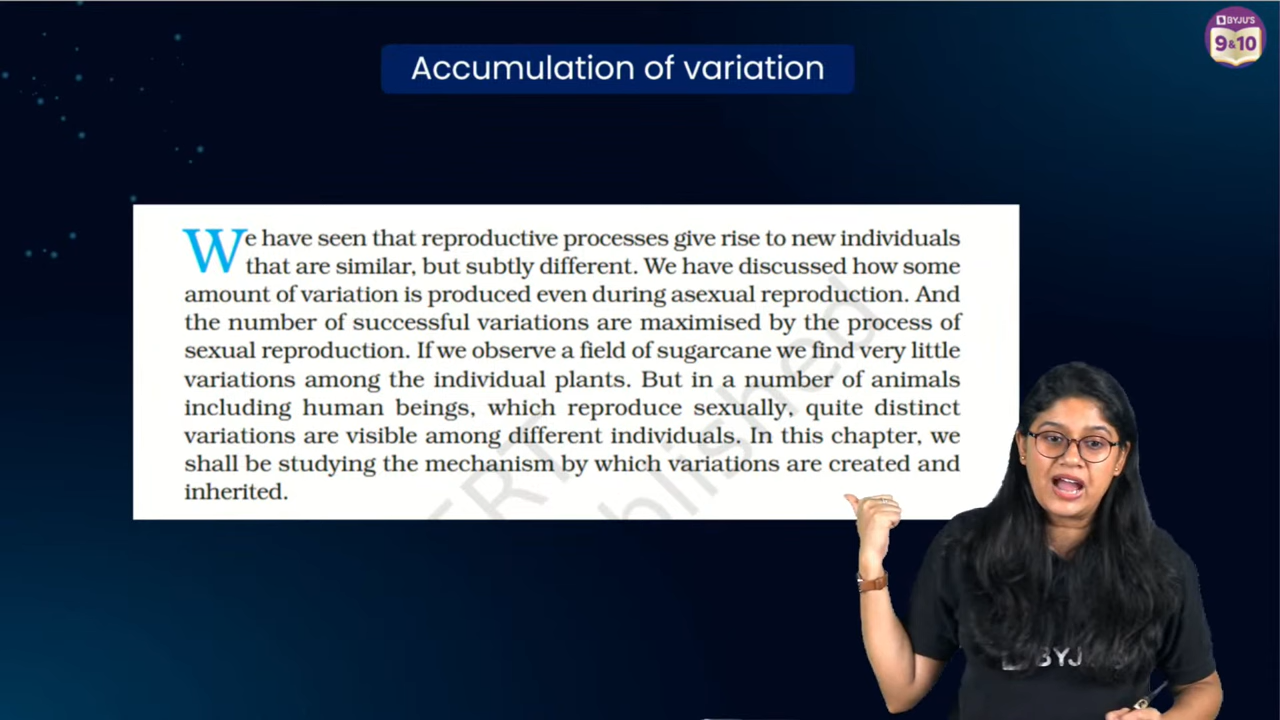 BYJU'S
9&10
Accumulation of variation
We have seen that reproductive processes give rise to new individuals
that are similar, but subtly different. We have discussed how some
amount of variation is produced even during asexual reproduction. And
the number of successful variations are maximised by the process of
sexual reproduction. If we observe a field of sugarcane we find very little
variations among the individual plants. But in a number of animals
including human beings, which reproduce sexually, quite distinct
variations are visible among different individuals. In this chapter, we
shall be studying the mechanism by which variations are created and
inherited.